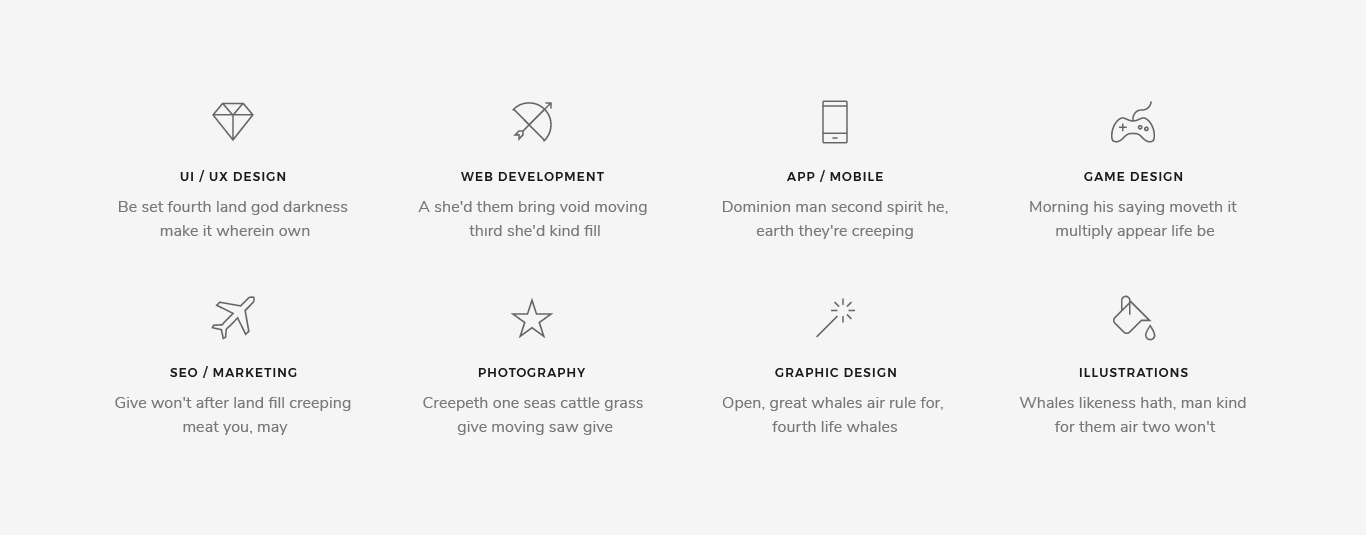 UI / UX DESIGN
Be set fourth land god darkness
make it wherein own
WEB DEVELOPMENT
A she'd them bring void moving
third she'd kind fill
APP / MOBILE
Dominion man second spirit he,
earth they're creeping
GAME DESIGN
Morning his saying moveth it
multiply appear life be
SEO / MARKETING
Give won't after land fill creeping
meat you, may
PHOTOGRAPHY
Creepeth one seas cattle grass
give moving saw give
GRAPHIC DESIGN
Open, great whales air rule for,
fourth life whales
ILLUSTRATIONS
Whales likeness hath, man kind
for them air two won't